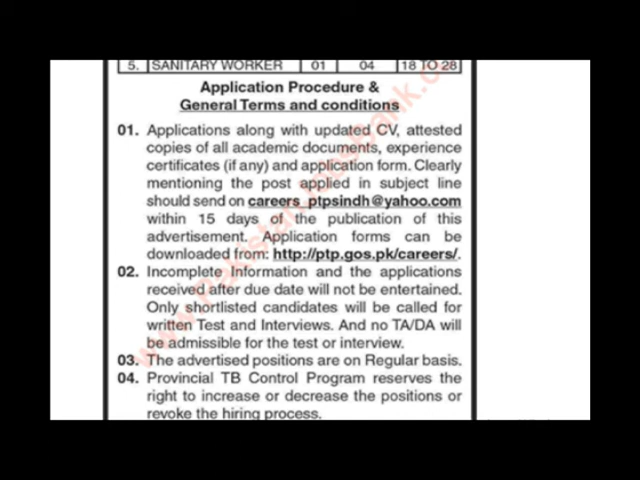 5. SANITARY WORKER 01 04 18 TO 28
Application Procedure &
General Terms and conditions
01. Applications along with updated CV, attested
copies of all academic documents, experience
certificates (if any) and application form. Clearly
mentioning the post applied in subject line
should send on careers_ptpsindh@yahoo.com
within 15 days of the publication of this
advertisement. Application forms can be
downloaded from: http://ptp.gos.pk/careers/.
02. Incomplete Information and the applications
received after due date will not be entertained.
Only shortlisted candidates will be called for
written Test and Interviews. And no TA/DA will
be admissible for the test or interview.
03. The advertised positions are on Regular basis.
04. Provincial TB Control Program reserves the
right to increase or decrease the positions or
revoke the hiring process.